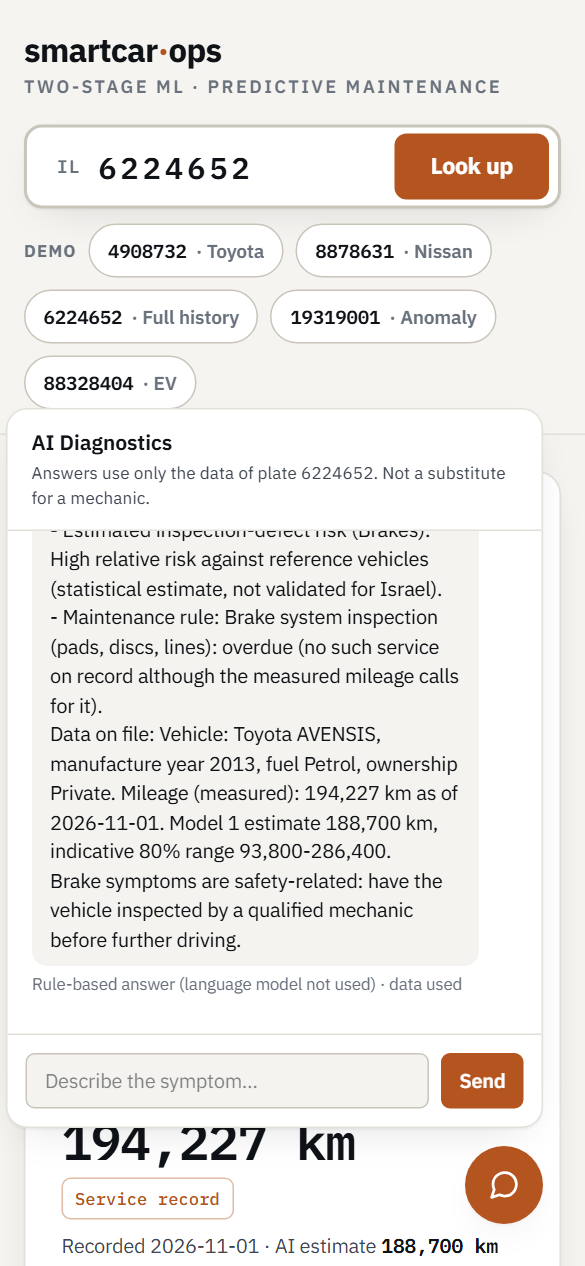 smartcar·ops
TWO-STAGE ML · PREDICTIVE MAINTENANCE
IL 6224652 Look up
DEMO 4908732 · Toyota 8878631 · Nissan
6224652 · Full history 19319001 · Anomaly
88328404 · EV
AI Diagnostics
Answers use only the data of plate 6224652. Not a substitute
for a mechanic.
- Estimated inspection-defect risk (Brakes):
High relative risk against reference vehicles
(statistical estimate, not validated for Israel).
- Maintenance rule: Brake system inspection
(pads, discs, lines): overdue (no such service
on record although the measured mileage calls
for it).
Data on file: Vehicle: Toyota AVENSIS,
manufacture year 2013, fuel Petrol, ownership
Private. Mileage (measured): 194,227 km as of
2026-11-01. Model 1 estimate 188,700 km,
indicative 80% range 93,800-286,400.
Brake symptoms are safety-related: have the
vehicle inspected by a qualified mechanic
before further driving.
Rule-based answer (language model not used) · data used
Describe the symptom...
Send
194,227 km
Service record
Recorded 2026-11-01 · AI estimate 188,700 km